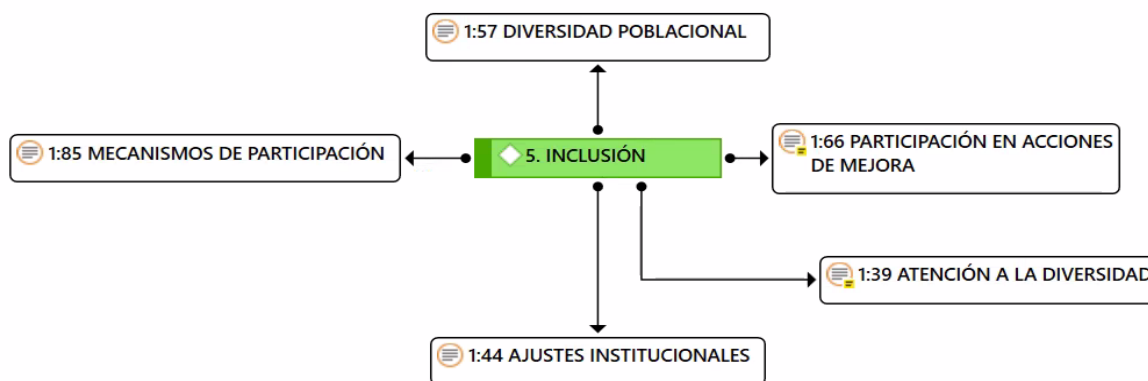 1:57 DIVERSIDAD POBLACIONAL
1:85 MECANISMOS DE PARTICIPACIÓN
5. INCLUSIÓN
1:66 PARTICIPACIÓN EN ACCIONES
DE MEJORA
1:39 ATENCIÓN A LA DIVERSIDAD
1:44 AJUSTES INSTITUCIONALES